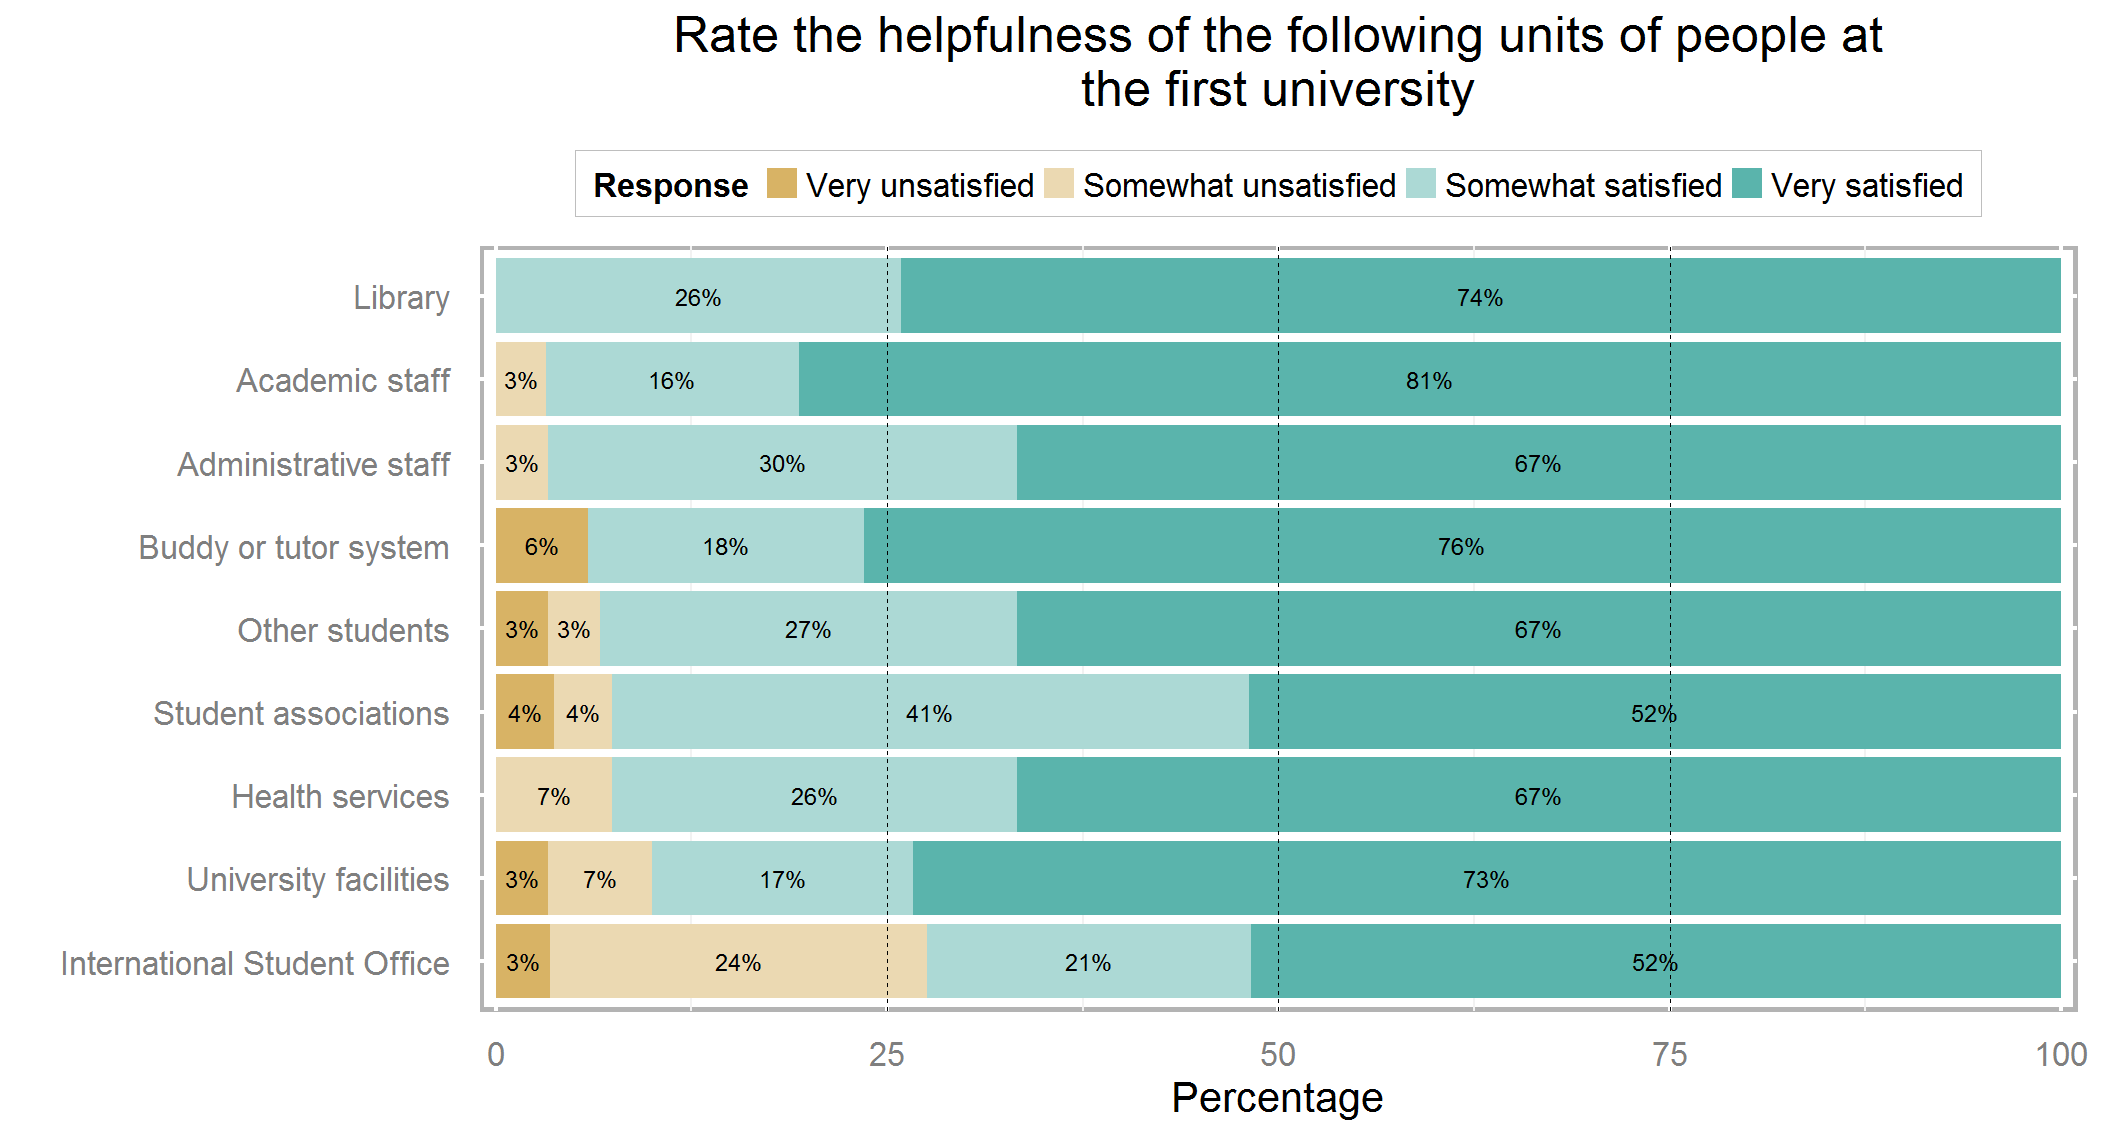 Rate the helpfulness of the following units of people at
the first university
Response Very unsatisfied Somewhat unsatisfied Somewhat satisfied Very satisfied
Library 26% 74%
Academic staff 3% 16% 81%
Administrative staff 3% 30% 67%
Buddy or tutor system 6% 18% 76%
Other students 3% 3% 27% 67%
Student associations 4% 4% 41% 52%
Health services 7% 26% 67%
University facilities 3% 7% 17% 73%
International Student Office 3% 24% 21% 52%
0 25 50 75 100
Percentage